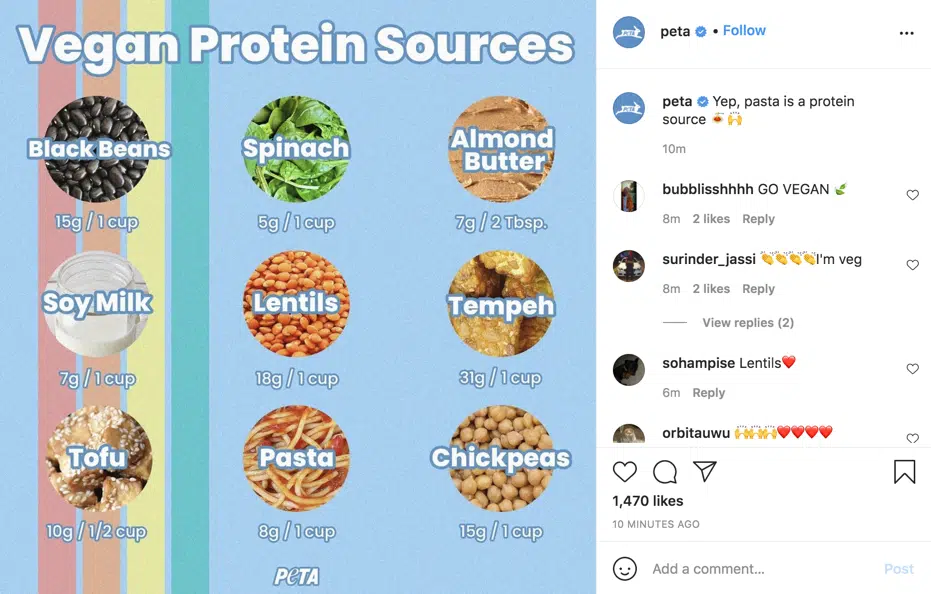 Vegan Protein Sources
Black Beans
15g / 1 cup
Spinach
5g / 1 cup
Almond
Butter
7g / 2 Tbsp.
Soy Milk
7g / 1 cup
Lentils
18g / 1 cup
Tempeh
31g / 1 cup
Tofu
10g / 1/2 cup
Pasta
8g / 1 cup
Chickpeas
15g / 1 cup
PETA
peta • Follow
peta Yep, pasta is a protein
source 🍝🙌
10m
bubblisshhhh GO VEGAN 🌿
8m 2 likes Reply
surinder_jassi 👏👏👏👏I'm veg
8m 2 likes Reply
View replies (2)
sohampise Lentils❤️
6m Reply
orbitauwu 🙌🙌🙌❤️❤️❤️❤️
1,470 likes
10 MINUTES AGO
Add a comment... Post